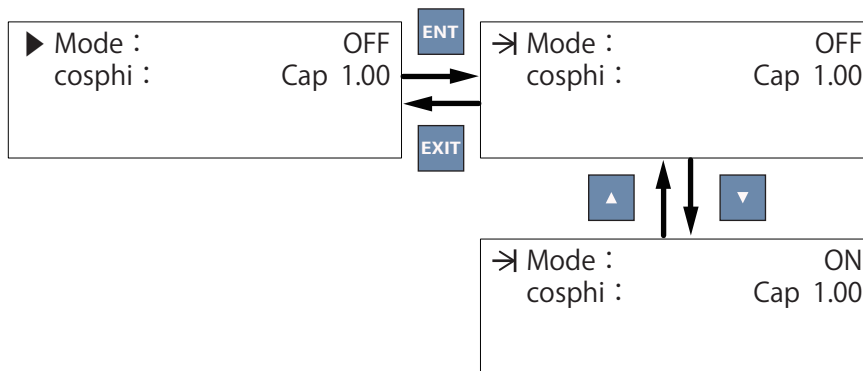 ▶ Mode： OFF
cosphi： Cap 1.00
ENT
EXIT
→| Mode： OFF
cosphi： Cap 1.00
▲
▼
→| Mode： ON
cosphi： Cap 1.00